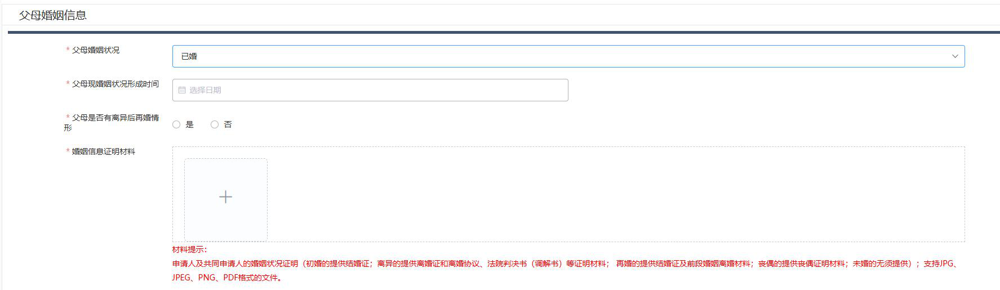 父母婚姻信息
* 父母婚姻状况
已婚
* 父母现婚姻状况形成时间
选择日期
* 父母是否有离异后再婚情
形
是 否
* 婚姻信息证明材料
材料提示：
申请人及共同申请人的婚姻状况证明（初婚的提供结婚证；离异的提供离婚证和离婚协议、法院判决书（调解书）等证明材料； 再婚的提供结婚证及前段婚姻离婚材料；丧偶的提供丧偶证明材料；未婚的无须提供）；支持JPG、
JPEG、PNG、PDF格式的文件。